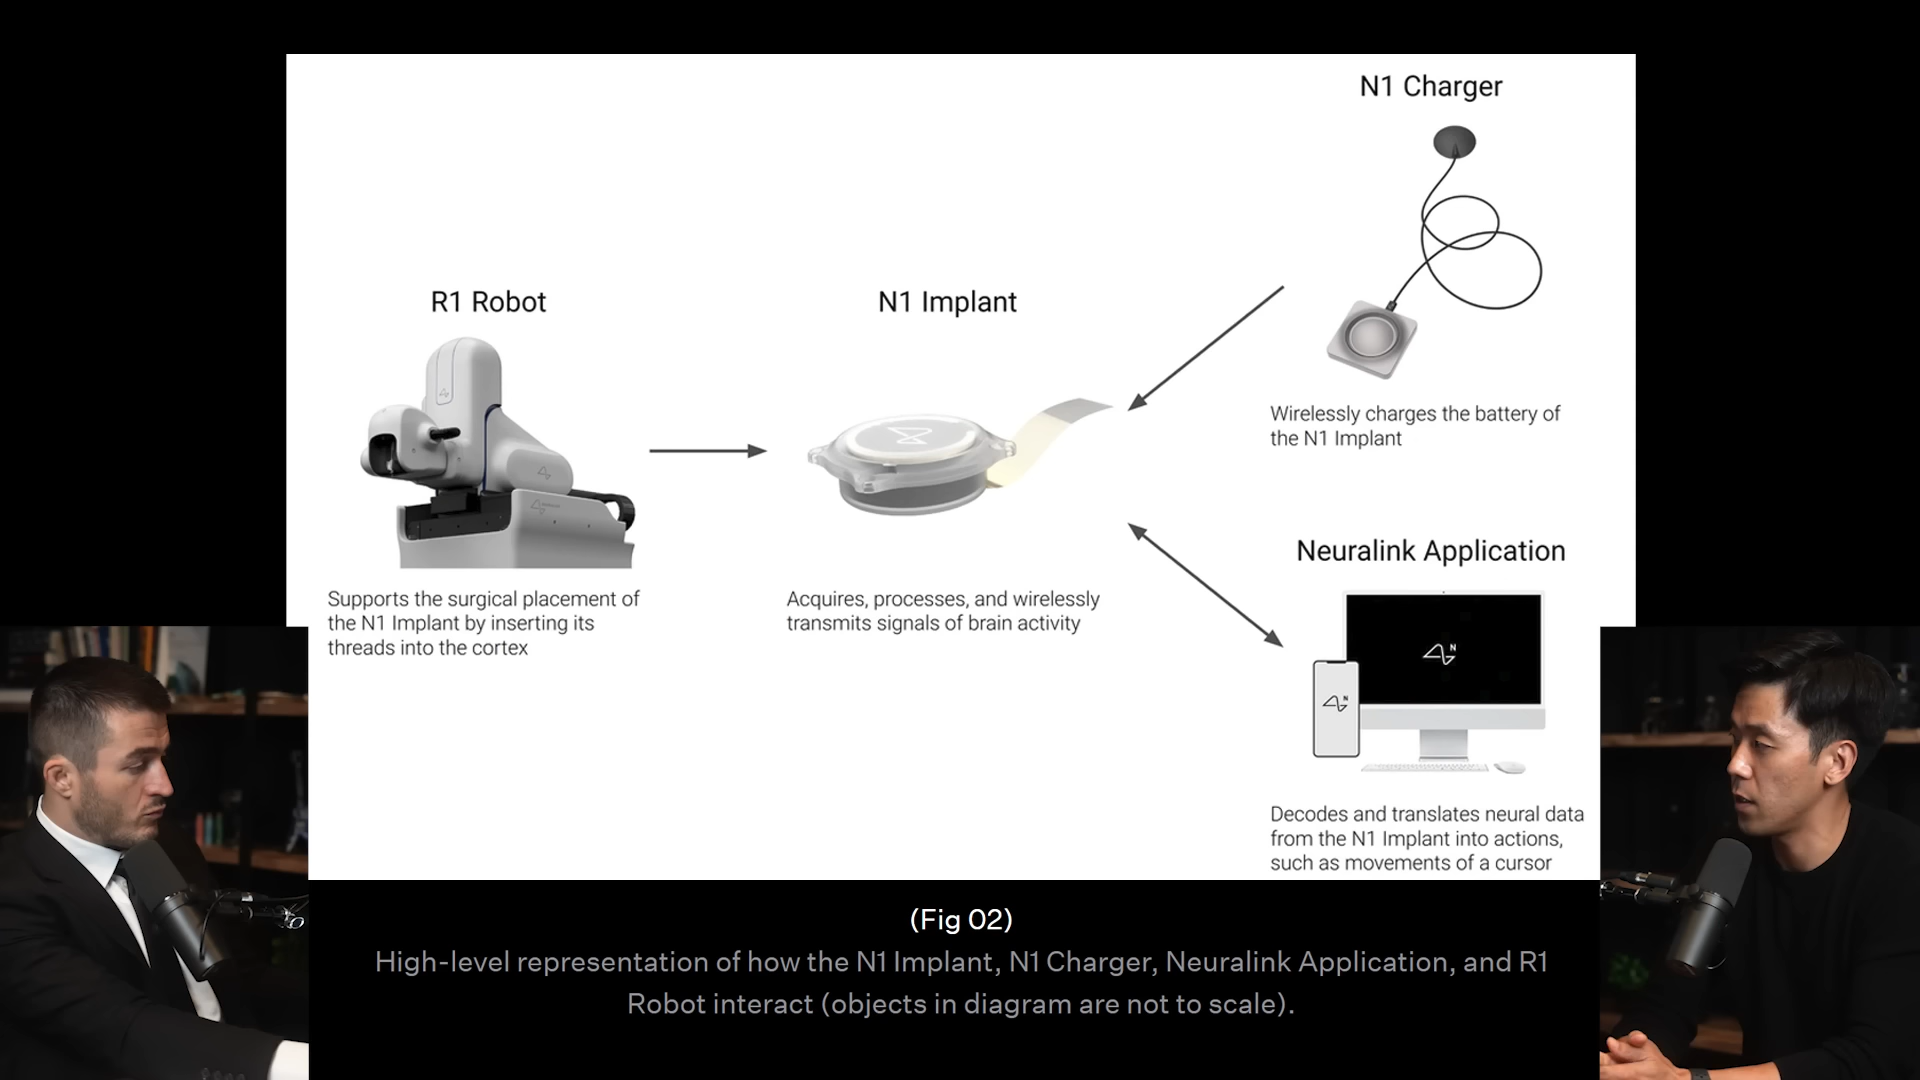 N1 Charger
Wirelessly charges the battery of
the N1 Implant
R1 Robot
Supports the surgical placement of
the N1 Implant by inserting its
threads into the cortex
N1 Implant
Acquires, processes, and wirelessly
transmits signals of brain activity
Neuralink Application
N
N
Decodes and translates neural data
from the N1 Implant into actions,
such as movements of a cursor
(Fig 02)
High-level representation of how the N1 Implant, N1 Charger, Neuralink Application, and R1
Robot interact (objects in diagram are not to scale).